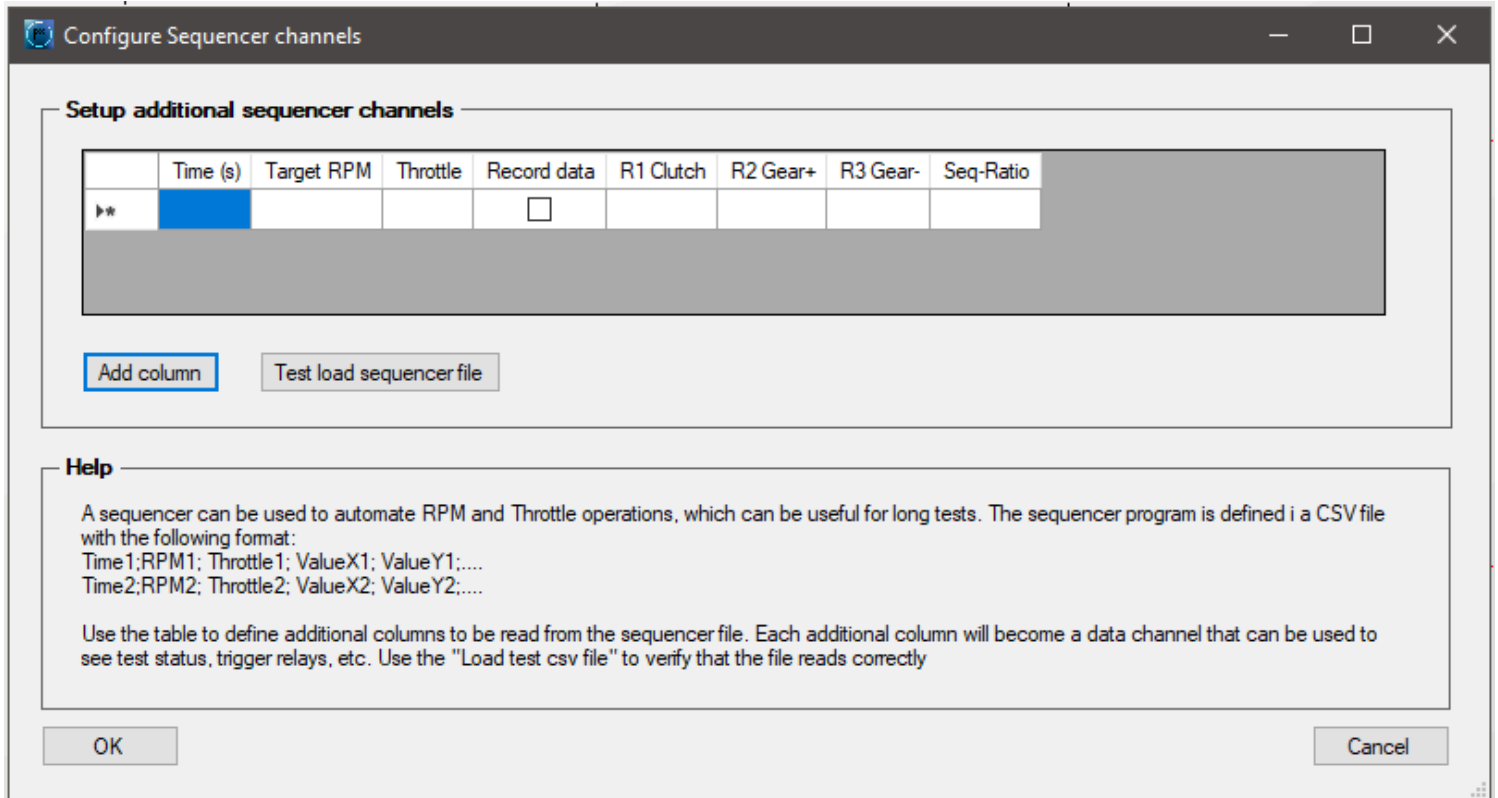 Configure Sequencer channels
Setup additional sequencer channels
Time (s) Target RPM Throttle Record data R1 Clutch R2 Gear+ R3 Gear- Seq-Ratio
Add column Test load sequencer file
Help
A sequencer can be used to automate RPM and Throttle operations, which can be useful for long tests. The sequencer program is defined i a CSV file
with the following format:
Time1;RPM1; Throttle1; ValueX1; ValueY1;....
Time2;RPM2; Throttle2; ValueX2; ValueY2;....
Use the table to define additional columns to be read from the sequencer file. Each additional column will become a data channel that can be used to
see test status, trigger relays, etc. Use the "Load test csv file" to verify that the file reads correctly
OK Cancel